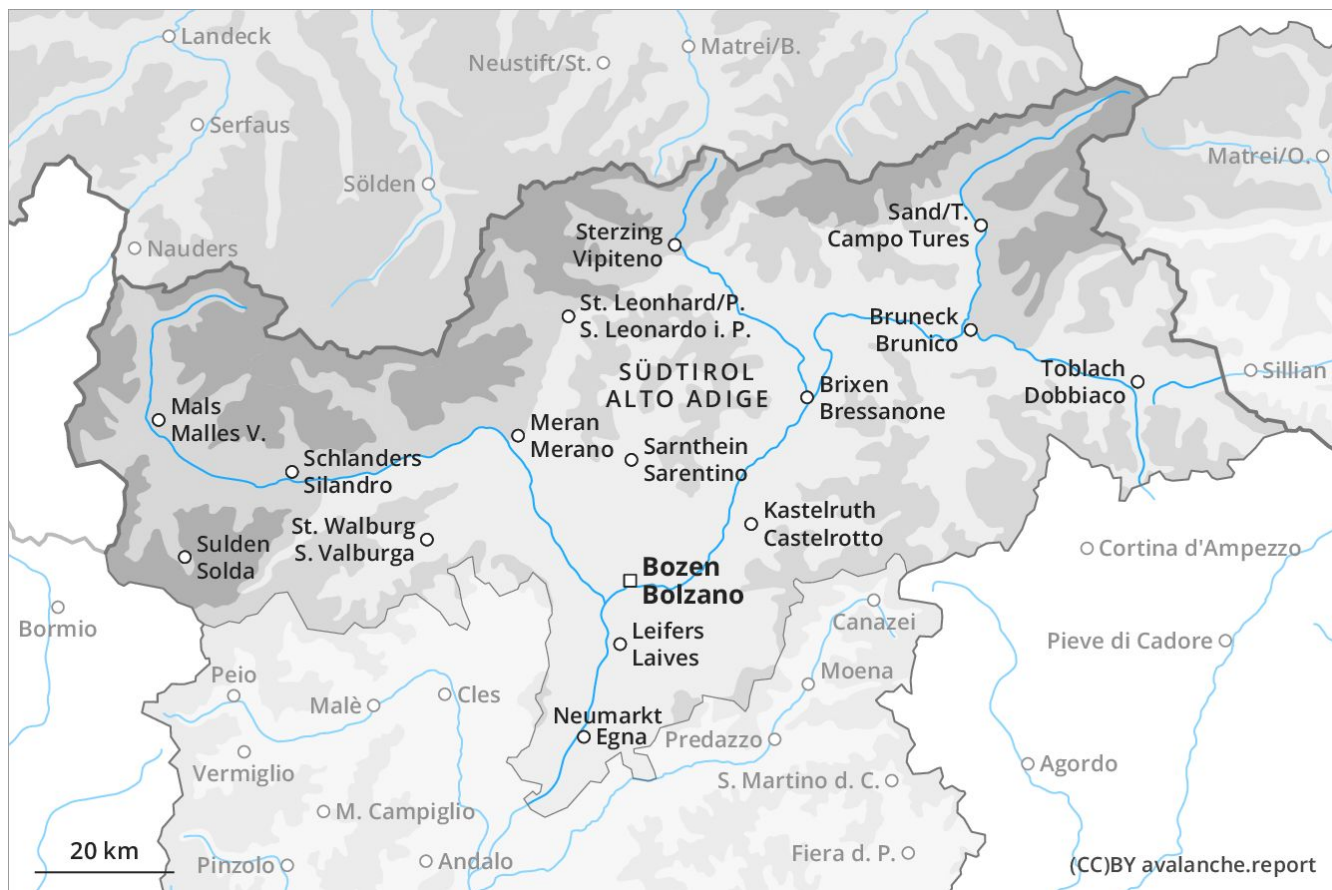 Landeck
Matrei/B.
Neustift/St.
Serfaus
Matrei/O.
Sölden
Sand/T.
Campo Tures
Sterzing
Vipiteno
Nauders
St. Leonhard/P.
S. Leonardo i. P.
Bruneck
Brunico
SÜDTIROL
ALTO ADIGE
Toblach
Dobbiaco
Sillian
Brixen
Bressanone
Mals
Malles V.
Meran
Merano
Sarnthein
Sarentino
Schlanders
Silandro
Kastelruth
Castelrotto
St. Walburg
S. Valburga
Sulden
Solda
Cortina d'Ampezzo
Bozen
Bolzano
Bormio
Canazei
Leifers
Laives
Pieve di Cadore
Peio
Moena
Malè
Cles
Neumarkt
Egna
Predazzo
Vermiglio
Agordo
S. Martino d. C.
M. Campiglio
20 km
Pinzolo
Andalo
Fiera d. P.
(CC)BY avalanche.report